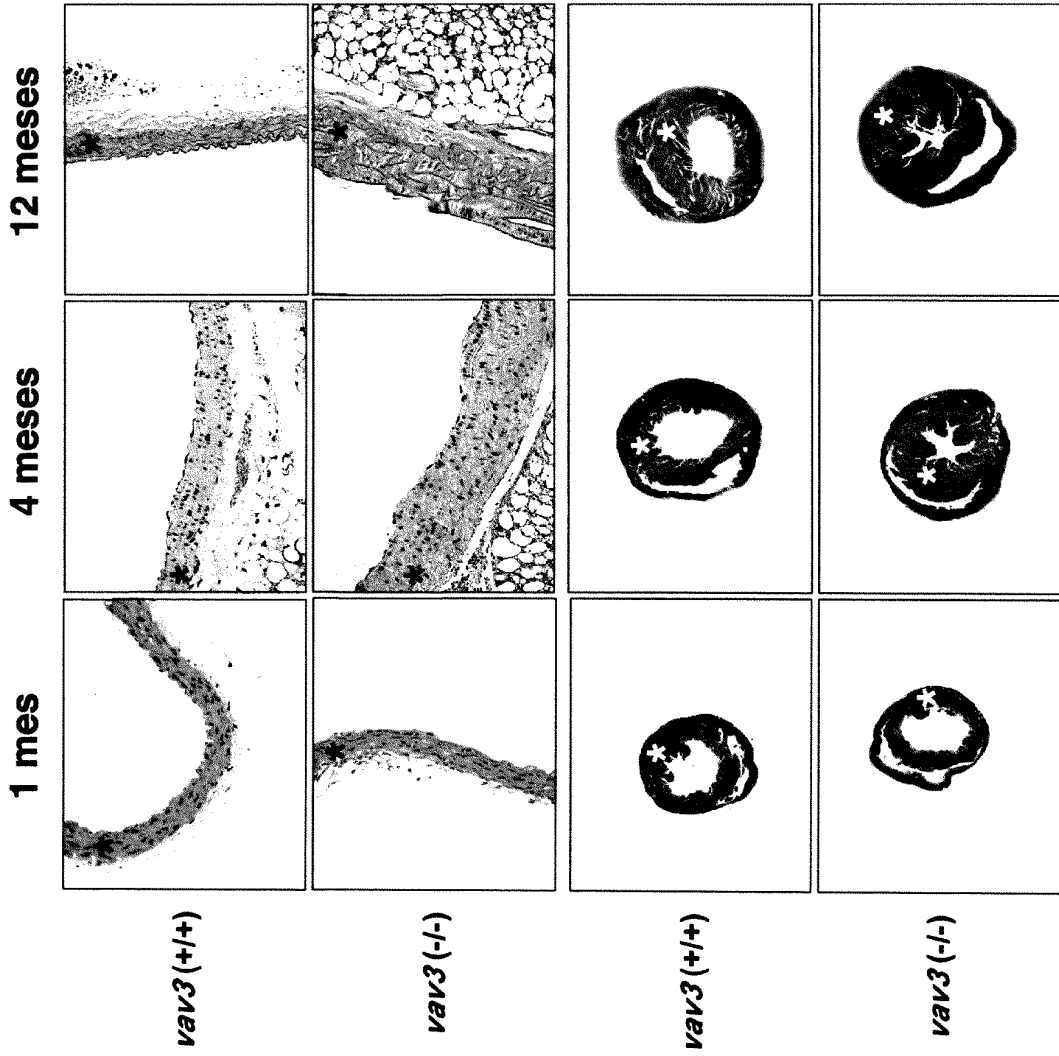 1 mes
4 meses
12 meses
vav3 (+/+)
vav3 (-/-)
vav3 (+/+)
vav3 (-/-)